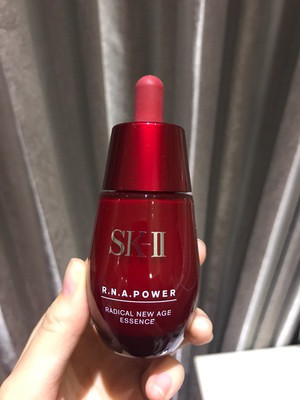 SK-II
R.N.A.POWER
RADICAL NEW AGE
ESSENCE